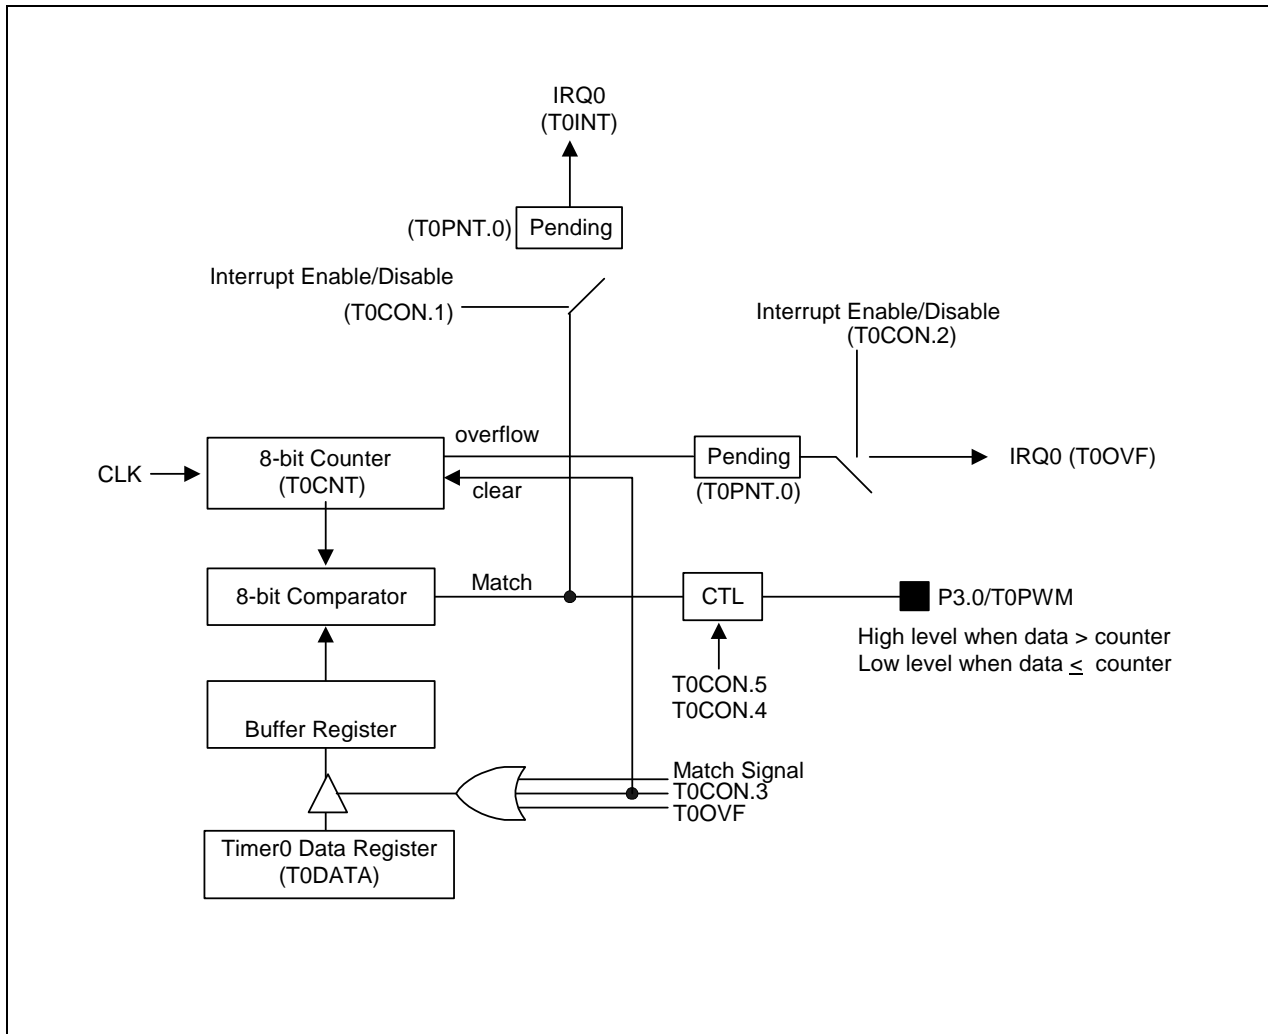 IRQ0
(T0INT)
(T0PNT.0)
Pending
Interrupt Enable/Disable
(T0CON.1)
Interrupt Enable/Disable
(T0CON.2)
overflow
CLK
8-bit Counter
(T0CNT)
Pending
(T0PNT.0)
IRQ0 (T0OVF)
clear
8-bit Comparator
Match
CTL
P3.0/T0PWM
High level when data > counter
Low level when data ≤ counter
T0CON.5
T0CON.4
Buffer Register
Match Signal
T0CON.3
T0OVF
Timer0 Data Register
(T0DATA)